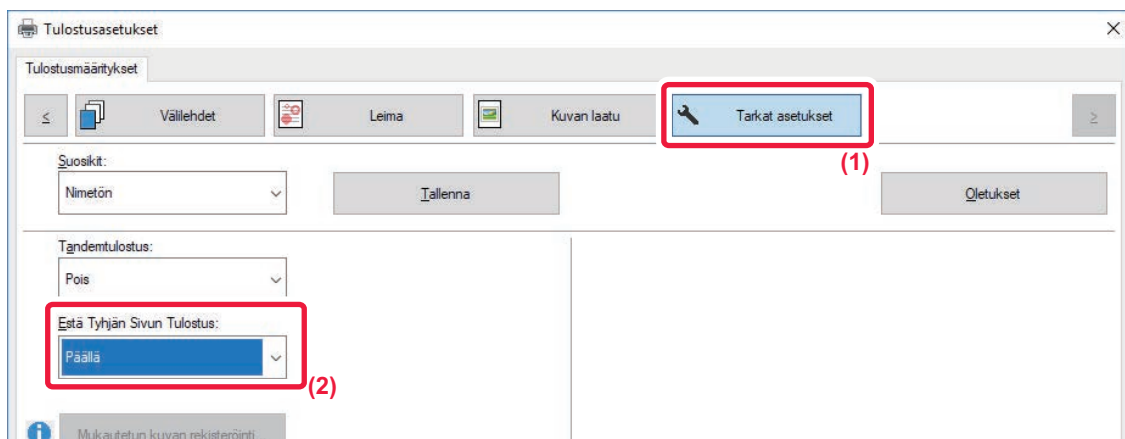 Tulostusasetukset
Tulostusmääritykset
<
Välilehdet
Leima
Kuvan laatu
Tarkat asetukset
>
(1)
Suosikit:
Nimetön
Tallenna
Oletukset
Tandemtulostus:
Pois
Estä Tyhjän Sivun Tulostus:
Päällä
(2)
Mukautetun kuvan rekisteröinti...